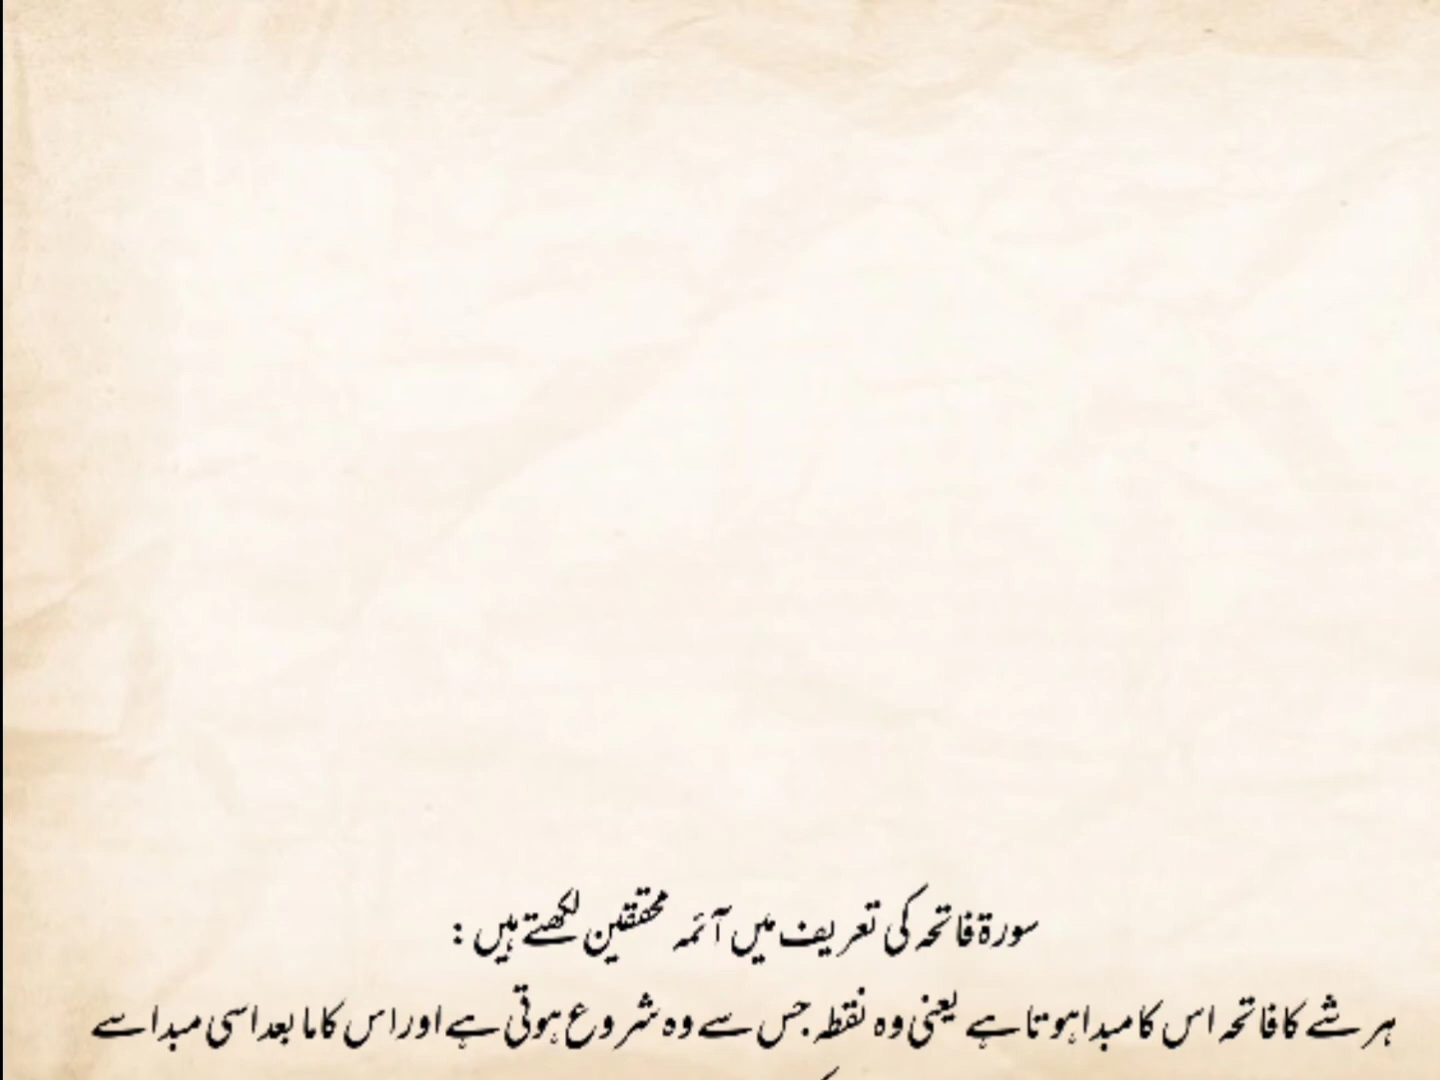 سورۃ فاتحہ کی تعریف میں آئمہ محققین لکھتے ہیں :
ہر شے کا فاتحہ اس کا مبدا ہوتا ہے یعنی وہ نقطہ جس سے وہ شروع ہوتی ہے اور اس کا ما بعد اسی مبدا سے